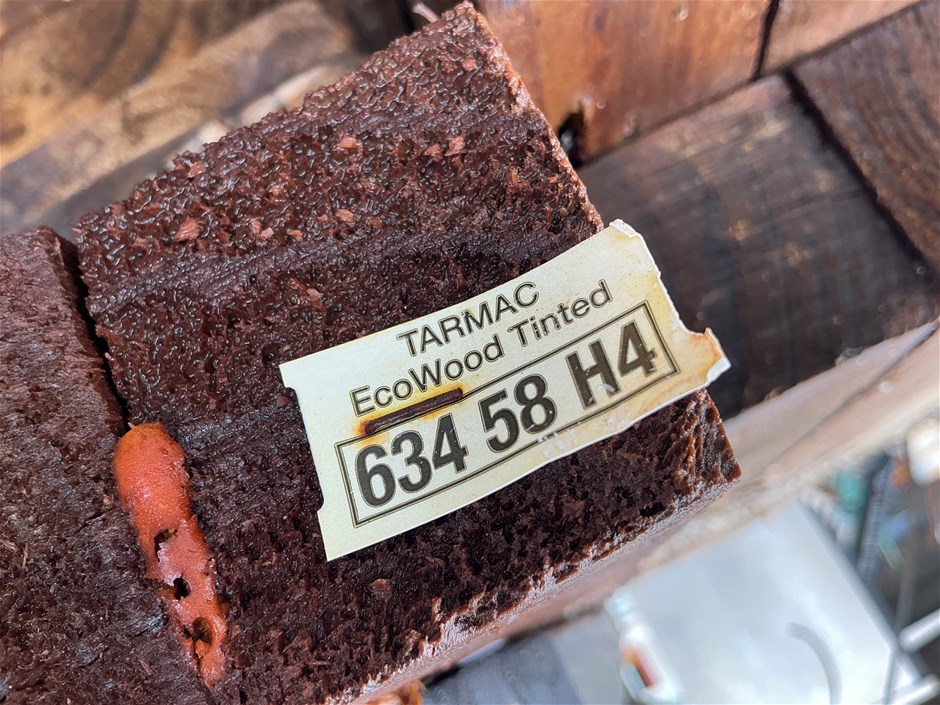 TARMAC
EcoWood Tinted
634 58 H4